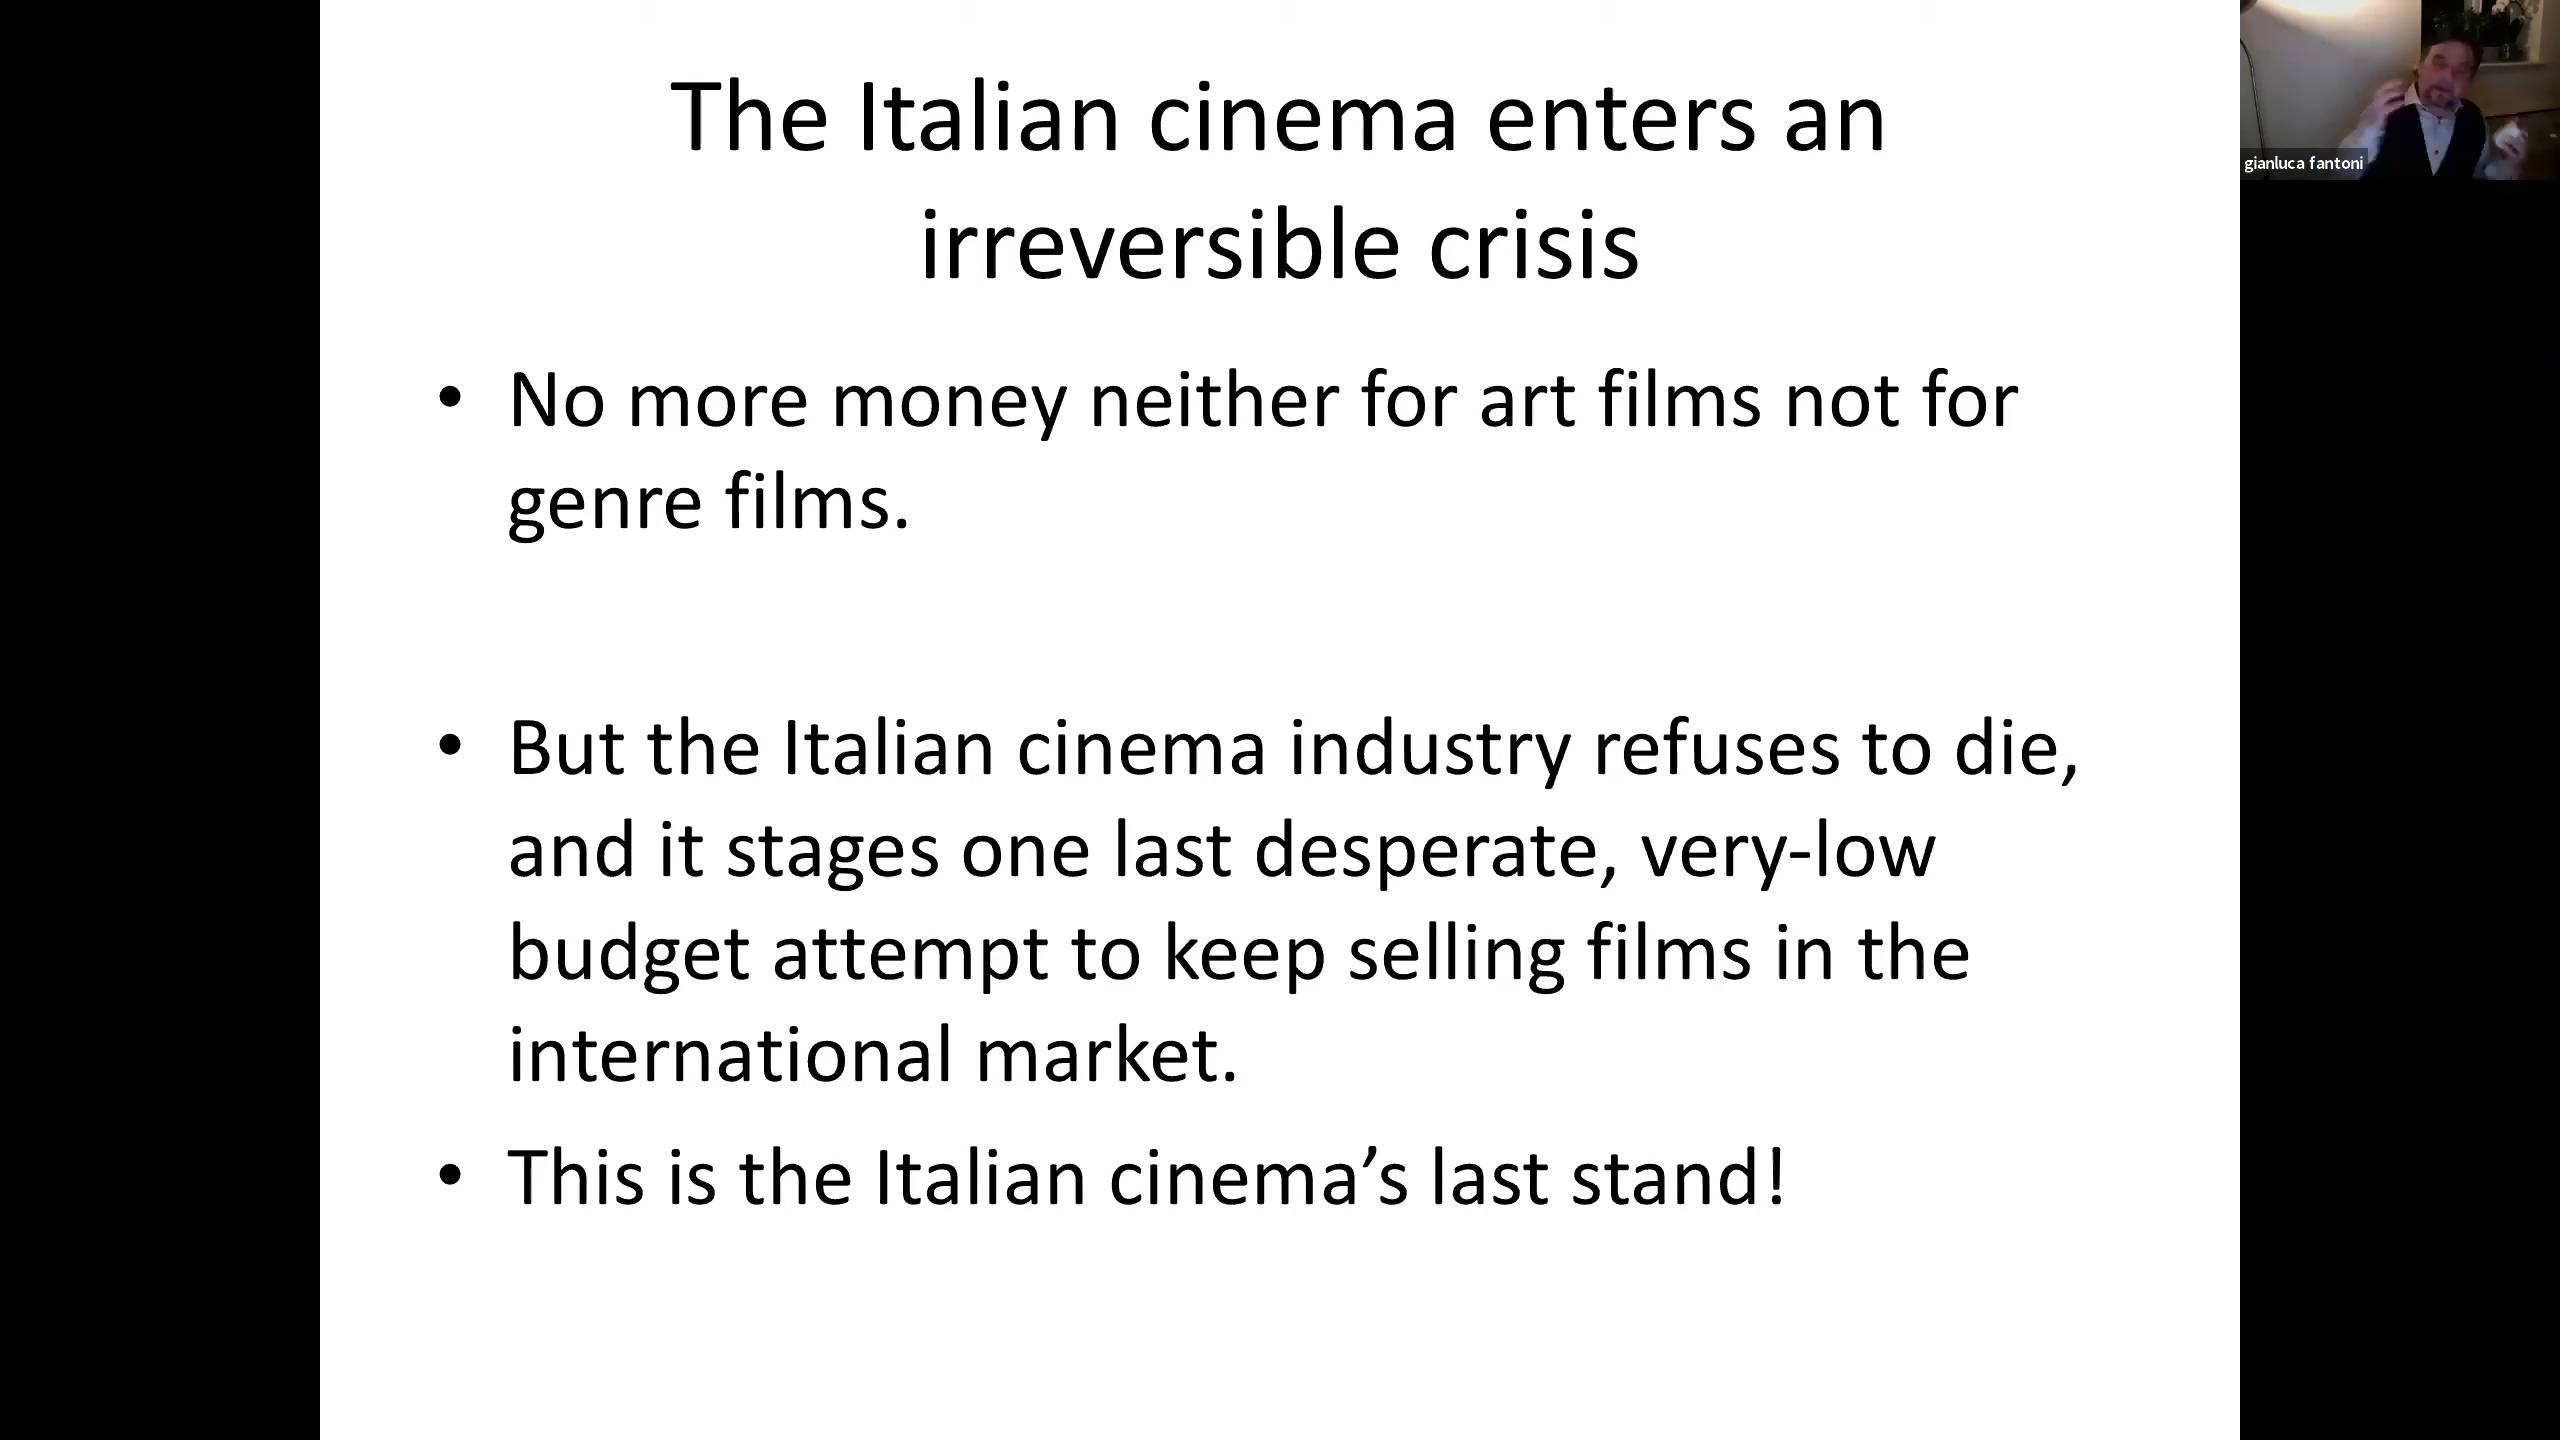 The Italian cinema enters an
irreversible crisis
• No more money neither for art films not for
genre films.
• But the Italian cinema industry refuses to die,
and it stages one last desperate, very-low
budget attempt to keep selling films in the
international market.
• This is the Italian cinema’s last stand!
gianluca fantoni